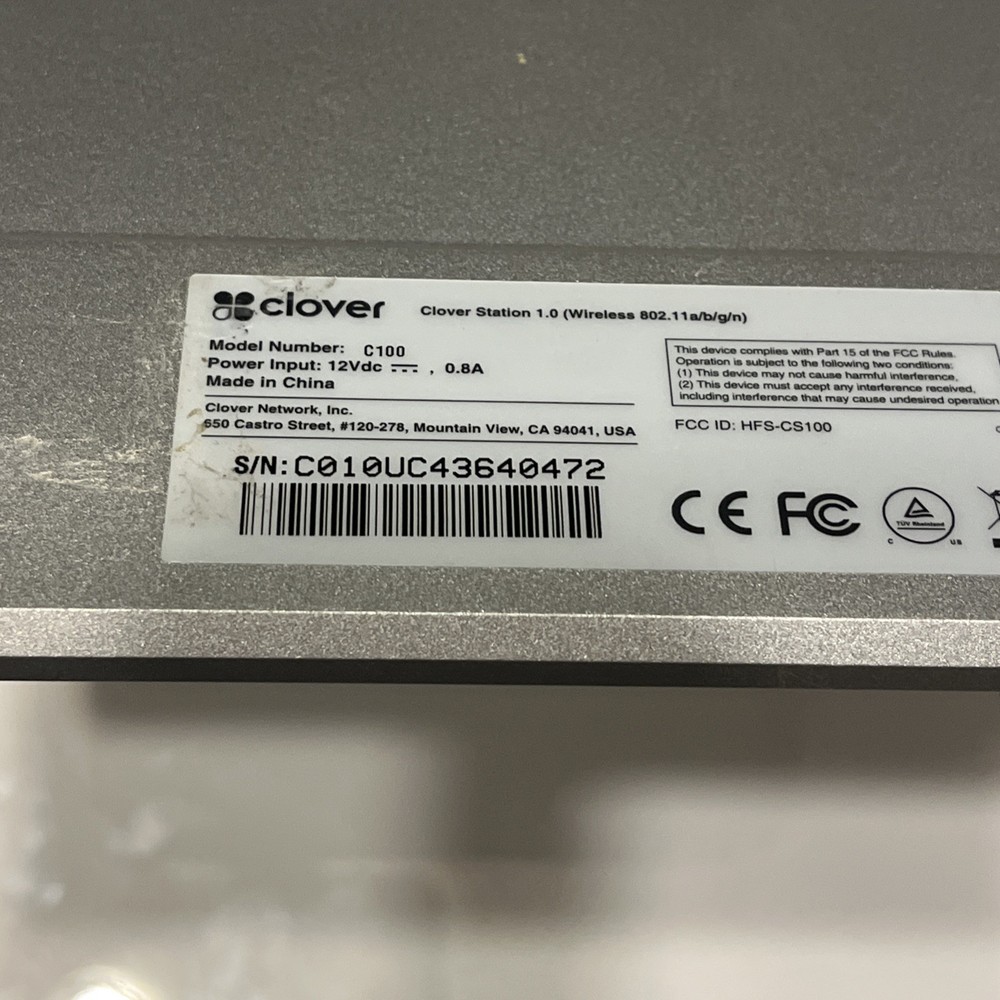 clover
Clover Station 1.0 (Wireless 802.11a/b/g/n)
Model Number: C100
Power Input: 12Vdc ⎓ , 0.8A
Made in China
Clover Network, Inc.
650 Castro Street, #120-278, Mountain View, CA 94041, USA
S/N:C010UC43640472
This device complies with Part 15 of the FCC Rules.
Operation is subject to the following two conditions:
(1) This device may not cause harmful interference,
(2) This device must accept any interference received,
including interference that may cause undesired operation
FCC ID: HFS-CS100
CE FC
TÜV Rheinland
C US